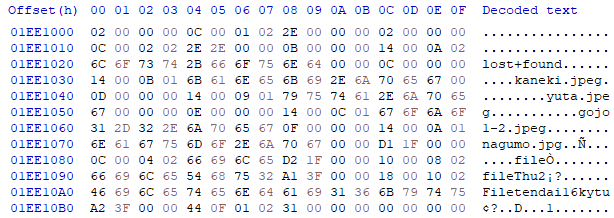 Offset(h) 00 01 02 03 04 05 06 07 08 09 0A 0B 0C 0D 0E 0F Decoded text
01EE1000 02 00 00 00 0C 00 01 02 2E 00 00 00 02 00 00 00 ................
01EE1010 0C 00 02 02 2E 2E 00 00 0B 00 00 00 14 00 0A 02 ................
01EE1020 6C 6F 73 74 2B 66 6F 75 6E 64 00 00 0C 00 00 00 lost+found......
01EE1030 14 00 0B 01 6B 61 6E 65 6B 69 2E 6A 70 65 67 00 ....kaneki.jpeg.
01EE1040 0D 00 00 00 14 00 09 01 79 75 74 61 2E 6A 70 65 ........yuta.jpe
01EE1050 67 00 00 00 0E 00 00 00 14 00 0C 01 67 6F 6A 6F g...........gojo
01EE1060 31 2D 32 2E 6A 70 65 67 0F 00 00 00 14 00 0A 01 1-2.jpeg........
01EE1070 6E 61 67 75 6D 6F 2E 6A 70 67 00 00 D1 1F 00 00 nagumo.jpg..Ñ...
01EE1080 0C 00 04 02 66 69 6C 65 D2 1F 00 00 10 00 08 02 ....fileÒ.......
01EE1090 66 69 6C 65 54 68 75 32 A1 3F 00 00 18 00 10 02 fileThu2¡?......
01EE10A0 46 69 6C 65 74 65 6E 64 61 69 31 36 6B 79 74 75 Filetendai16kytu
01EE10B0 A2 3F 00 00 44 0F 01 02 31 00 00 00 00 00 00 00 ¢?..D...1.......